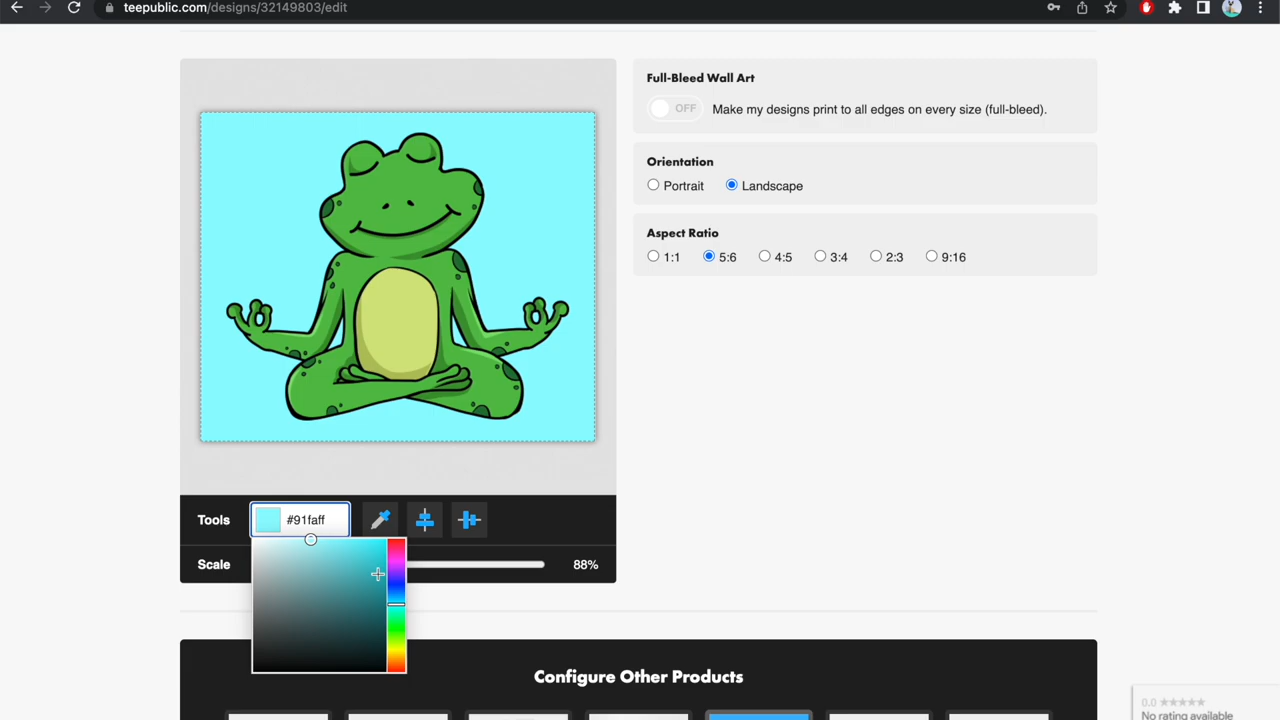 teepublic.com/designs/32149803/edit
Full-Bleed Wall Art
OFF Make my designs print to all edges on every size (full-bleed).
Orientation
Portrait Landscape
Aspect Ratio
1:1 5:6 4:5 3:4 2:3 9:16
Tools #91faff
Scale 88%
Configure Other Products
0.0 ★★★★★
No rating available